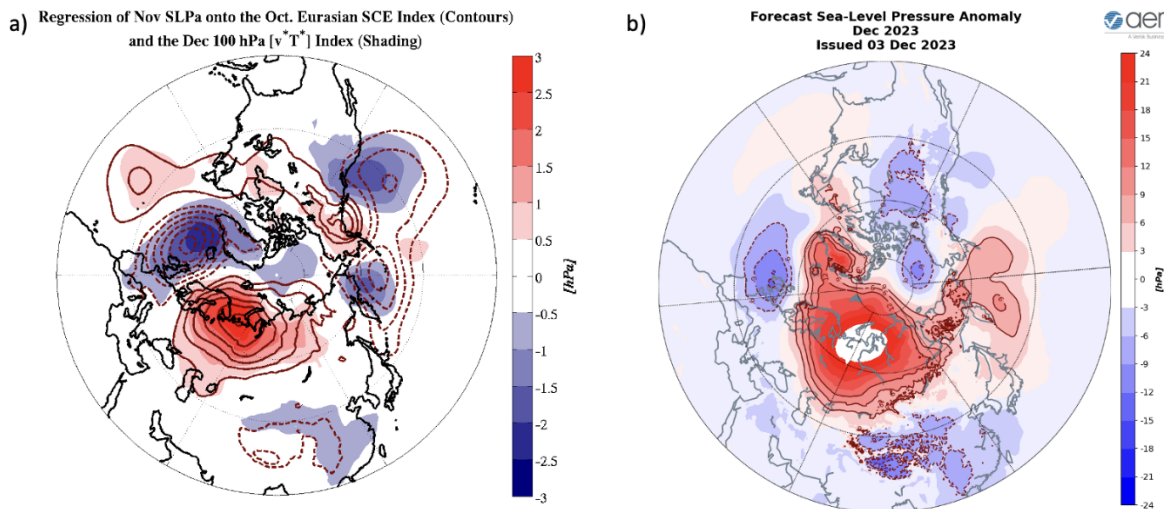 a)
Regression of Nov SLPa onto the Oct. Eurasian SCE Index (Contours)
and the Dec 100 hPa [v*T*] Index (Shading)
3
2.5
2
1.5
1
0.5
0
-0.5
-1
-1.5
-2
-2.5
-3
[hPa]
b)
Forecast Sea-Level Pressure Anomaly
Dec 2023
Issued 03 Dec 2023
aer
24
21
18
15
12
9
6
3
-3
-6
-9
-12
-15
-18
-21
-24
[hPa]